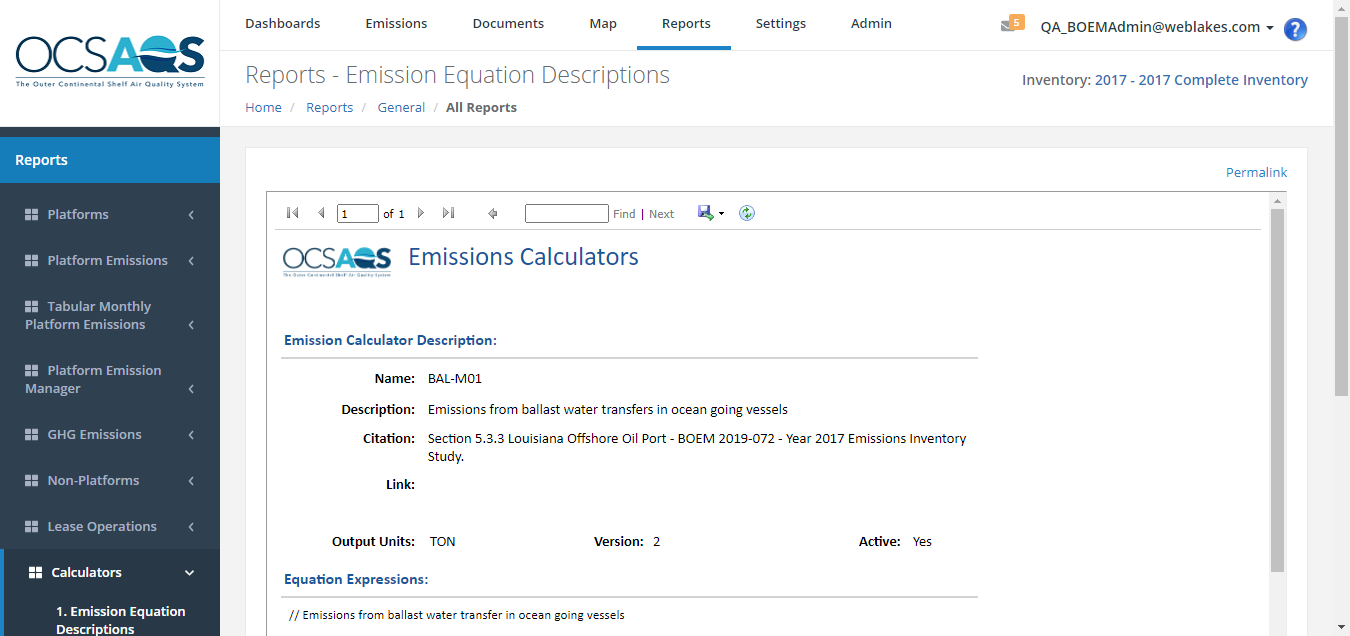 OCSAQS
The Outer Continental Shelf Air Quality System
Dashboards Emissions Documents Map Reports Settings Admin
5 QA_BOEMAdmin@weblakes.com ?
Reports - Emission Equation Descriptions
Inventory: 2017 - 2017 Complete Inventory
Home / Reports / General / All Reports
Reports
Platforms
Platform Emissions
Tabular Monthly
Platform Emissions
Platform Emission
Manager
GHG Emissions
Non-Platforms
Lease Operations
Calculators
1. Emission Equation
Descriptions
Permalink
1 of 1 Find | Next
OCSAQS
The Outer Continental Shelf Air Quality System
Emissions Calculators
Emission Calculator Description:
Name: BAL-M01
Description: Emissions from ballast water transfers in ocean going vessels
Citation: Section 5.3.3 Louisiana Offshore Oil Port - BOEM 2019-072 - Year 2017 Emissions Inventory
Study.
Link:
Output Units: TON Version: 2 Active: Yes
Equation Expressions:
// Emissions from ballast water transfer in ocean going vessels